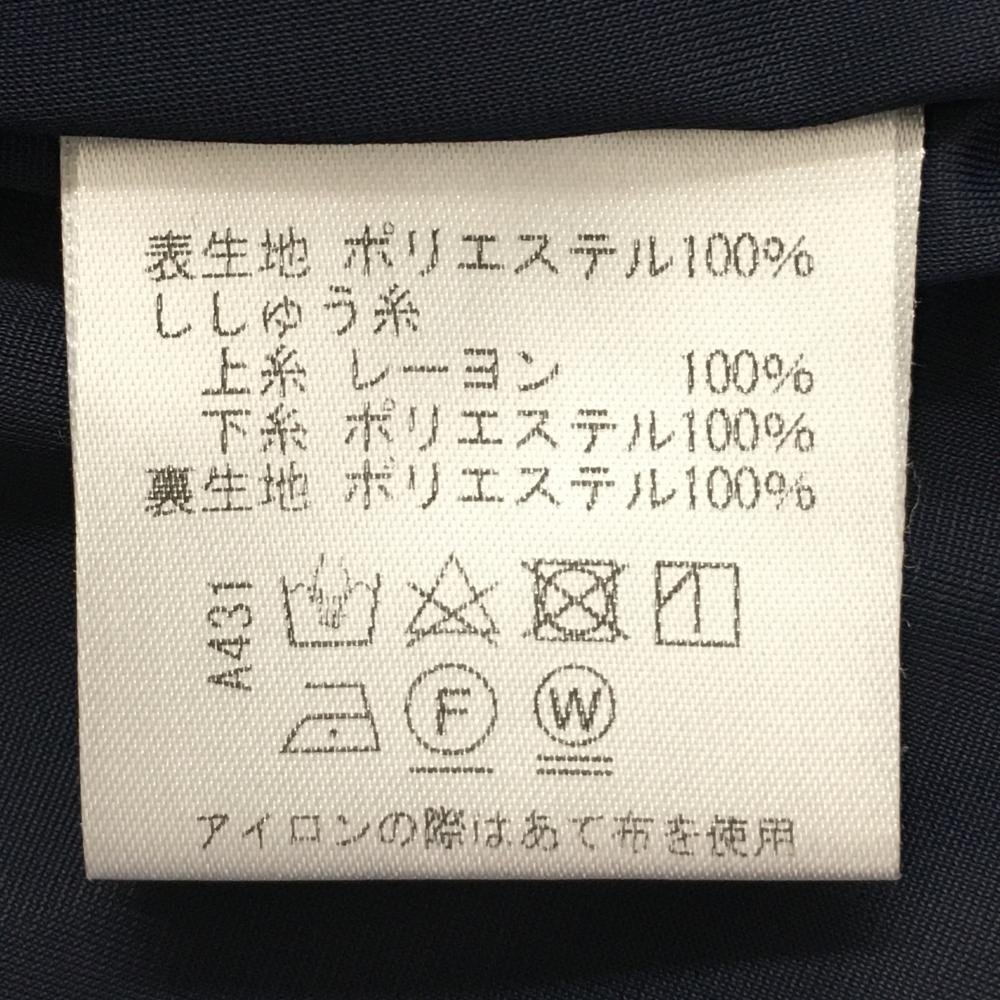 表生地 ポリエステル100%
ししゅう糸
上糸 レーヨン 100%
下糸 ポリエステル100%
裏生地 ポリエステル100%
A431
F W
アイロンの際はあて布を使用